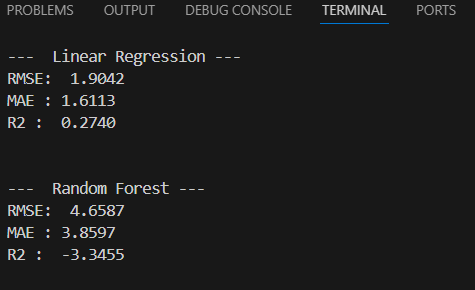 PROBLEMS OUTPUT DEBUG CONSOLE TERMINAL PORTS
---  Linear Regression ---
RMSE:  1.9042
MAE : 1.6113
R2 :  0.2740
---  Random Forest ---
RMSE:  4.6587
MAE : 3.8597
R2 :  -3.3455